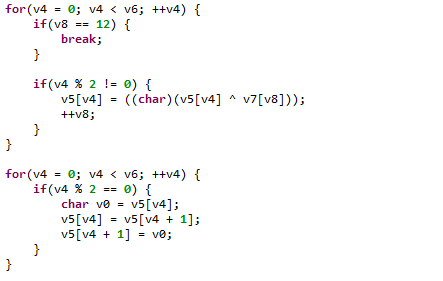 for(v4 = 0; v4 < v6; ++v4) {
    if(v8 == 12) {
        break;
    }

    if(v4 % 2 != 0) {
        v5[v4] = ((char)(v5[v4] ^ v7[v8]));
        ++v8;
    }
}

for(v4 = 0; v4 < v6; ++v4) {
    if(v4 % 2 == 0) {
        char v0 = v5[v4];
        v5[v4] = v5[v4 + 1];
        v5[v4 + 1] = v0;
    }
}